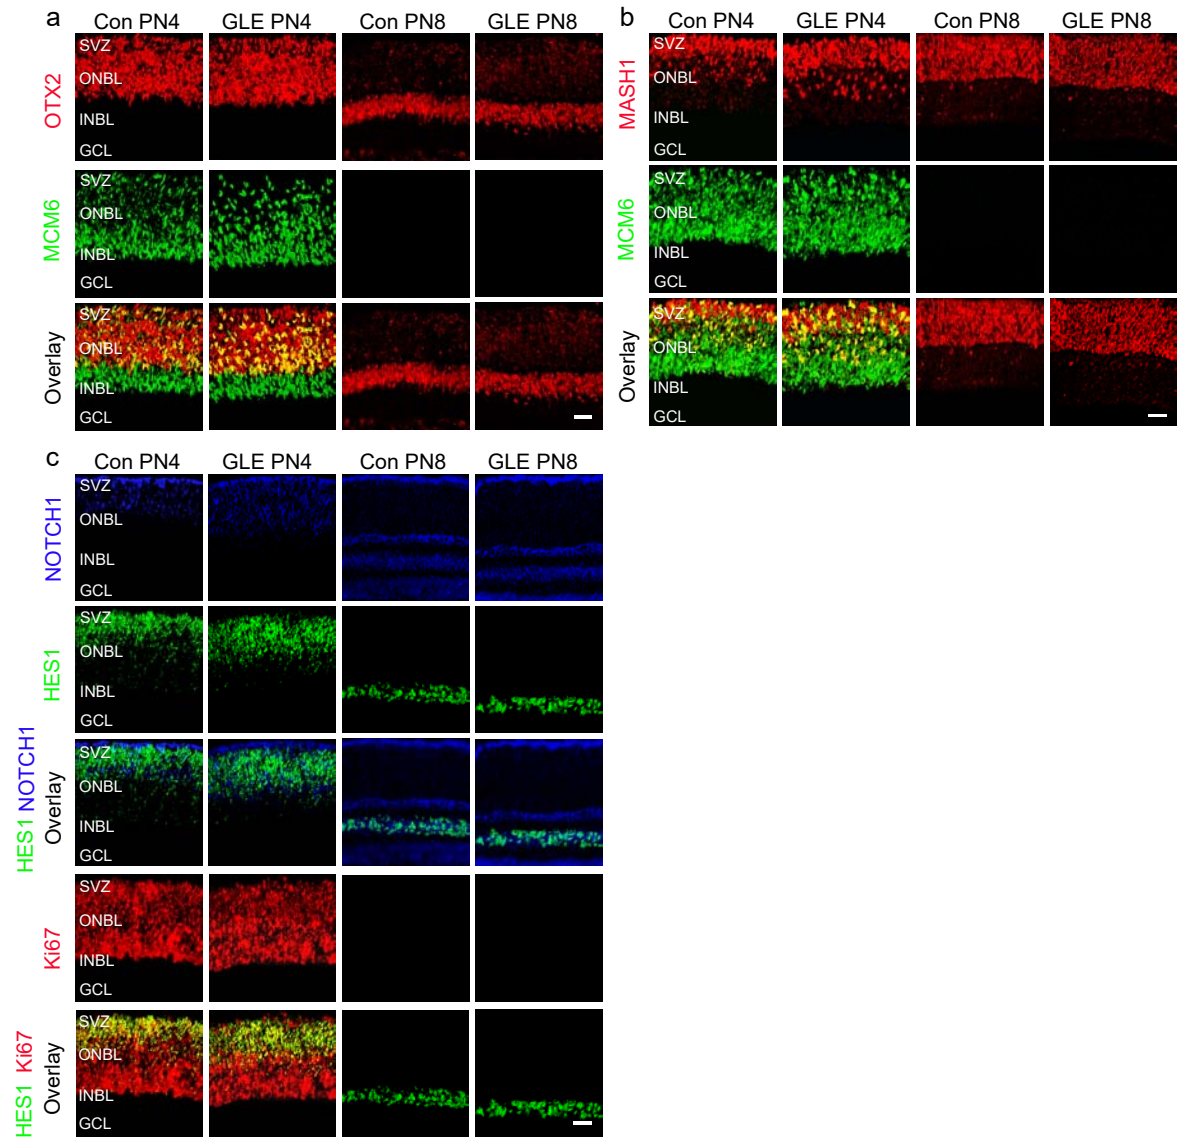 a
Con PN4 GLE PN4 Con PN8 GLE PN8
OTX2
SVZ
ONBL
INBL
GCL
MCM6
SVZ
ONBL
INBL
GCL
Overlay
SVZ
ONBL
INBL
GCL
b
Con PN4 GLE PN4 Con PN8 GLE PN8
MASH1
SVZ
ONBL
INBL
GCL
MCM6
SVZ
ONBL
INBL
GCL
Overlay
SVZ
ONBL
INBL
GCL
c
Con PN4 GLE PN4 Con PN8 GLE PN8
NOTCH1
SVZ
ONBL
INBL
GCL
HES1
SVZ
ONBL
INBL
GCL
HES1 NOTCH1
Overlay
SVZ
ONBL
INBL
GCL
Ki67
SVZ
ONBL
INBL
GCL
HES1 Ki67
Overlay
SVZ
ONBL
INBL
GCL